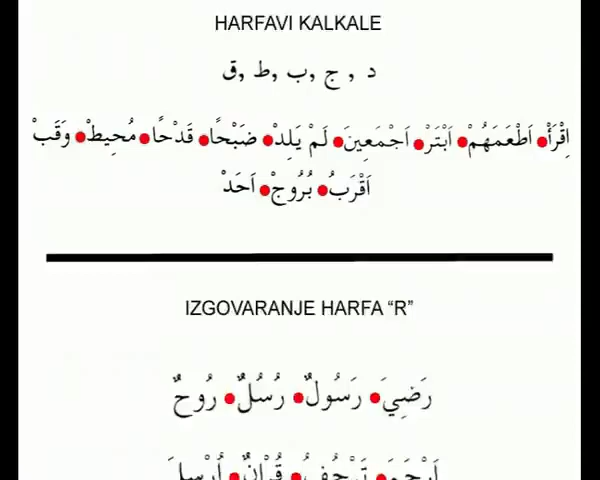 HARFAVI KALKALE
د , ج ,ب ,ط ,ق
اِقْرَأْ • اَطْعَمَهُمْ • اَبْتَرْ • اَجْمَعِينَ • لَمْ يَلِدْ • ضَبْحًا • قَدْحًا • مُحِيطْ • وَقَبْ
اَقْرَبُ • بُرُوجْ • اَحَدْ
IZGOVARANJE HARFA “R”
رَضِيَ • رَسُولٌ • رُسُلٌ • رُوحٌ
تَرْجُفُ • قُرْاٰنٌ • اُرْسِلَ